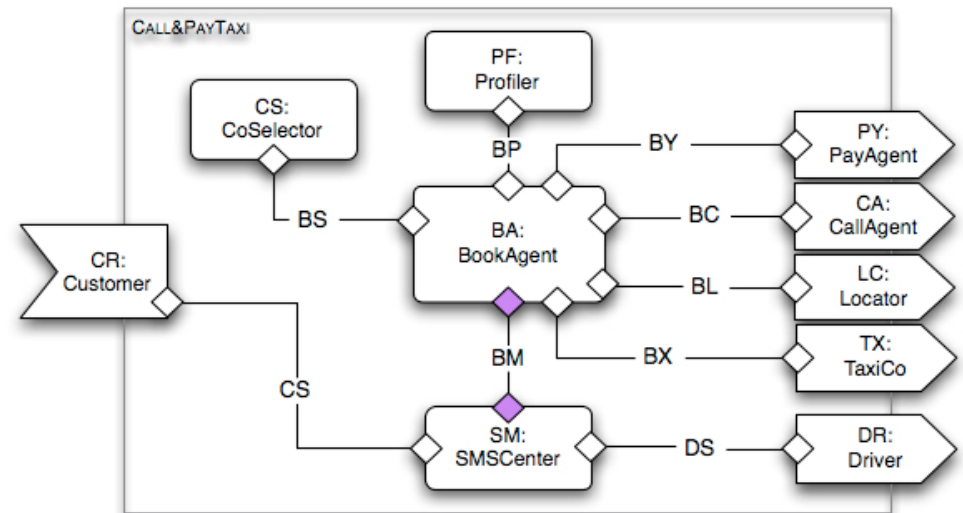 CALL&PAYTAXI
PF:
Profiler
CS:
CoSelector
BP
BY
PY:
PayAgent
BS
BA:
BookAgent
BC
CA:
CallAgent
CR:
Customer
BL
LC:
Locator
BM
BX
TX:
TaxiCo
CS
SM:
SMSCenter
DS
DR:
Driver